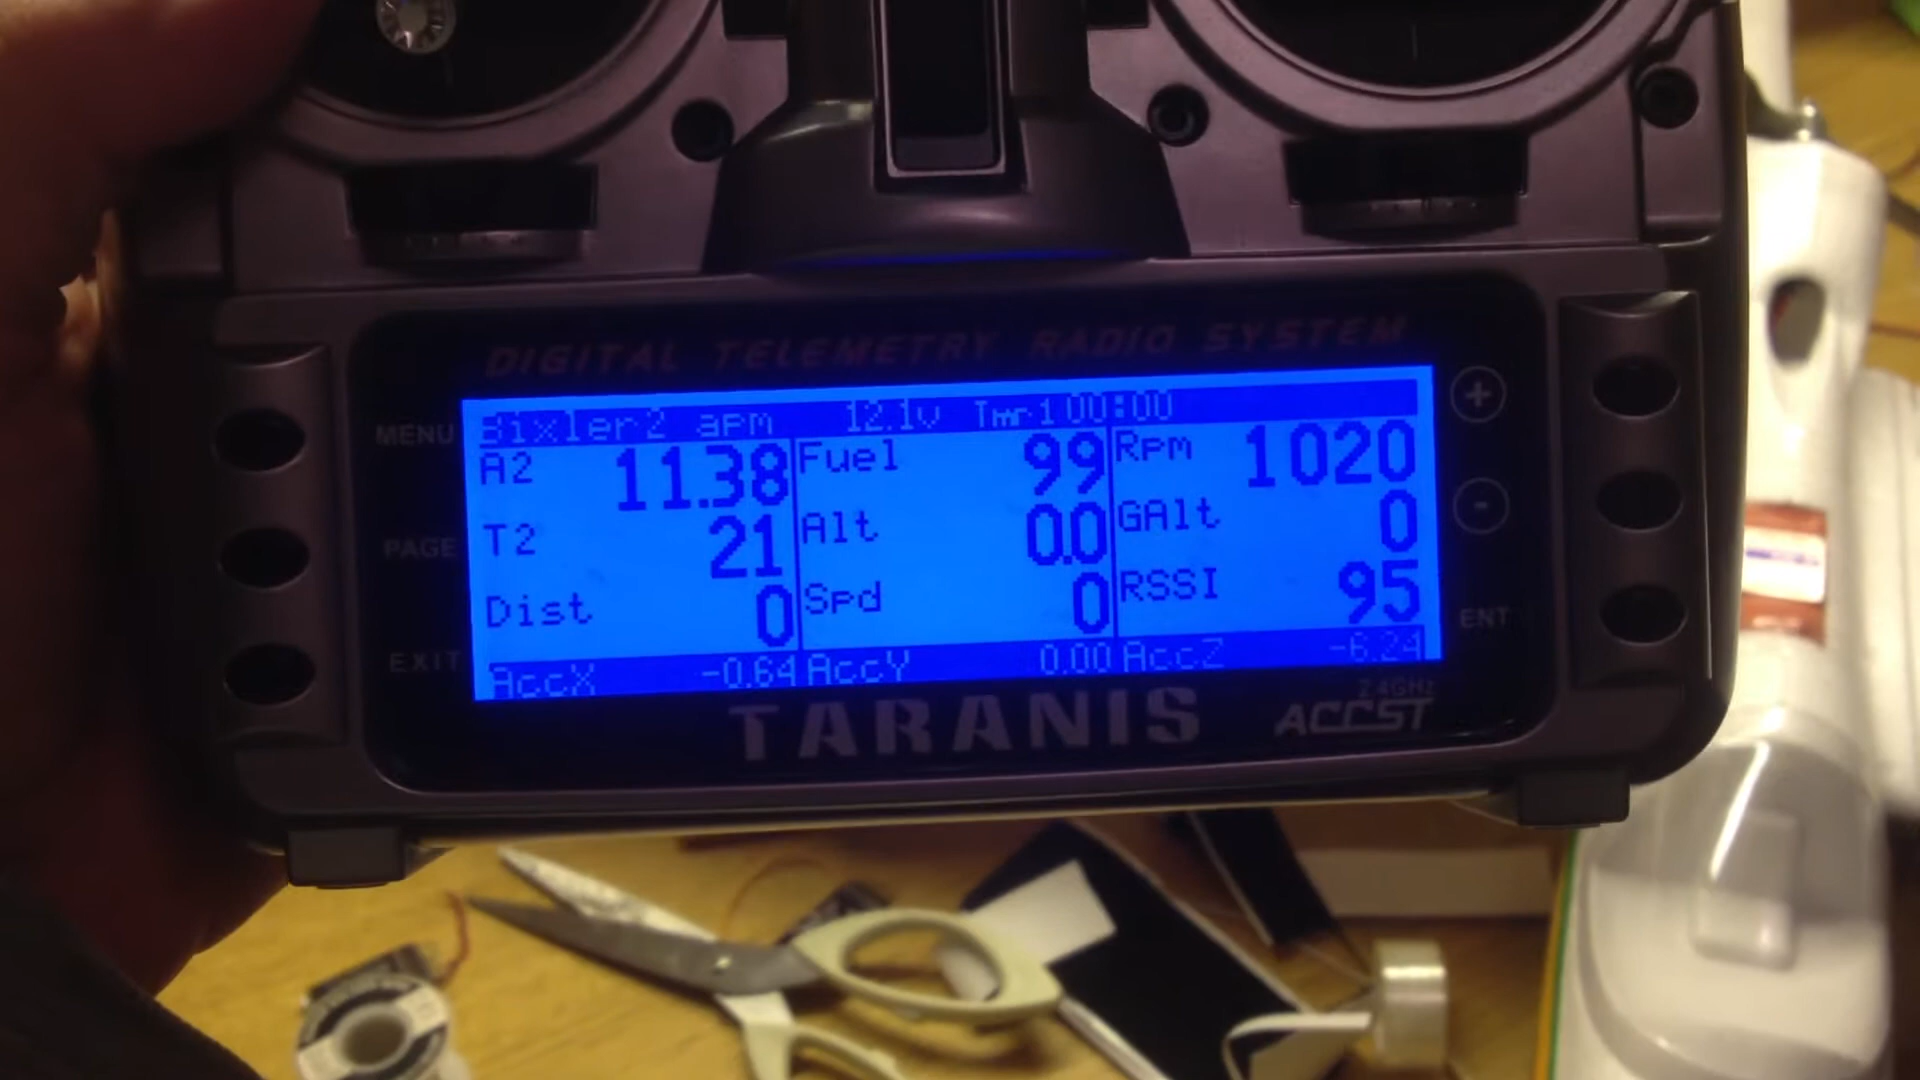 DIGITAL TELEMETRY RADIO SYSTEM
Bixler2 apm 12.1v Tmr1 00:00
MENU
A2 11.38 Fuel 99 Rpm 1020
+
PAGE
T2 21 Alt 0.0 GAlt 0
-
Dist 0 Spd 0 RSSI 95
ENT
EXIT
AccX -0.64 AccY 0.00 AccZ -6.24
TARANIS
2.4GHz
ACCST